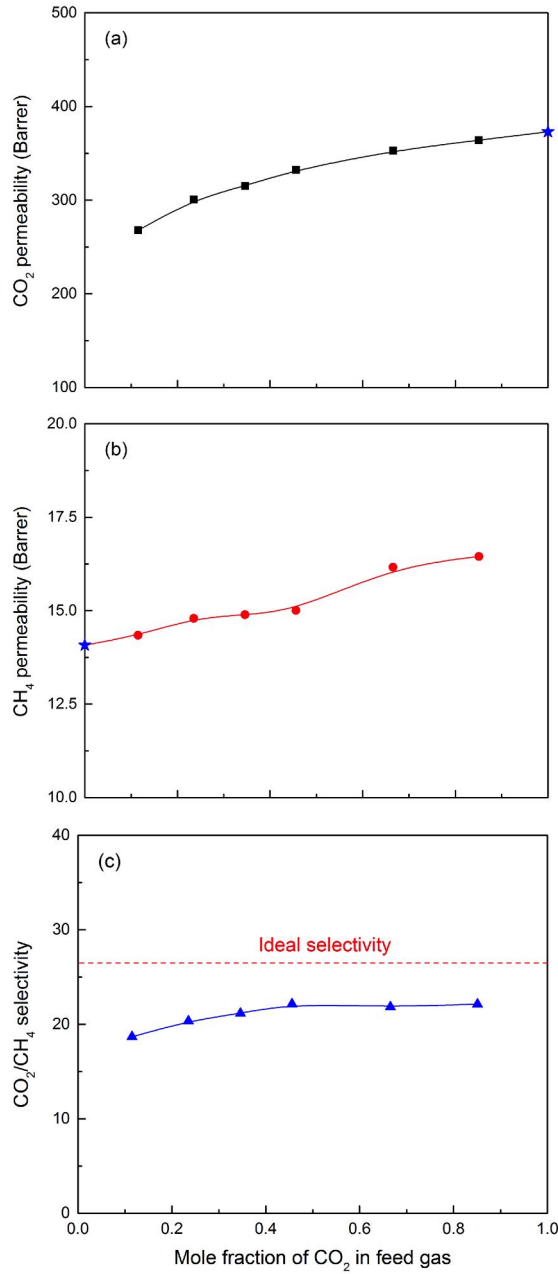 (a)
500
400
300
200
100
CO₂ permeability (Barrer)
(b)
20.0
17.5
15.0
12.5
10.0
CH₄ permeability (Barrer)
(c)
40
30
20
10
0
CO₂/CH₄ selectivity
Ideal selectivity
0.0 0.2 0.4 0.6 0.8 1.0
Mole fraction of CO₂ in feed gas